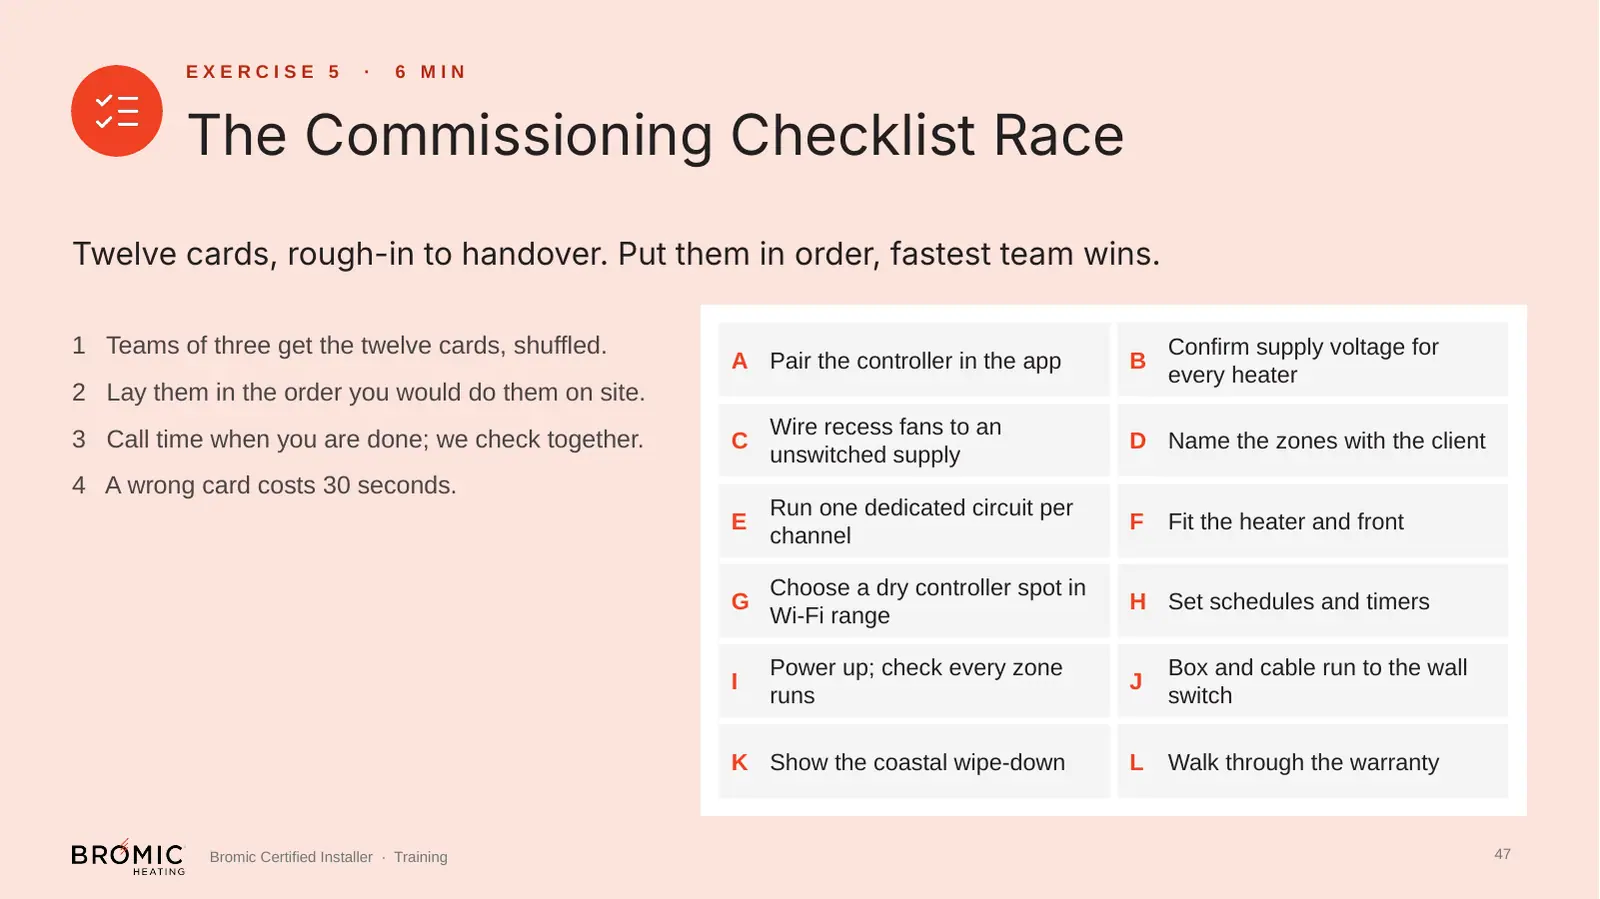 EXERCISE 5 · 6 MIN
The Commissioning Checklist Race
Twelve cards, rough-in to handover. Put them in order, fastest team wins.
1 Teams of three get the twelve cards, shuffled.
2 Lay them in the order you would do them on site.
3 Call time when you are done; we check together.
4 A wrong card costs 30 seconds.
A Pair the controller in the app
B Confirm supply voltage for
every heater
C Wire recess fans to an
unswitched supply
D Name the zones with the client
E Run one dedicated circuit per
channel
F Fit the heater and front
G Choose a dry controller spot in
Wi-Fi range
H Set schedules and timers
I Power up; check every zone
runs
J Box and cable run to the wall
switch
K Show the coastal wipe-down
L Walk through the warranty
BROMIC
HEATING
Bromic Certified Installer · Training
47